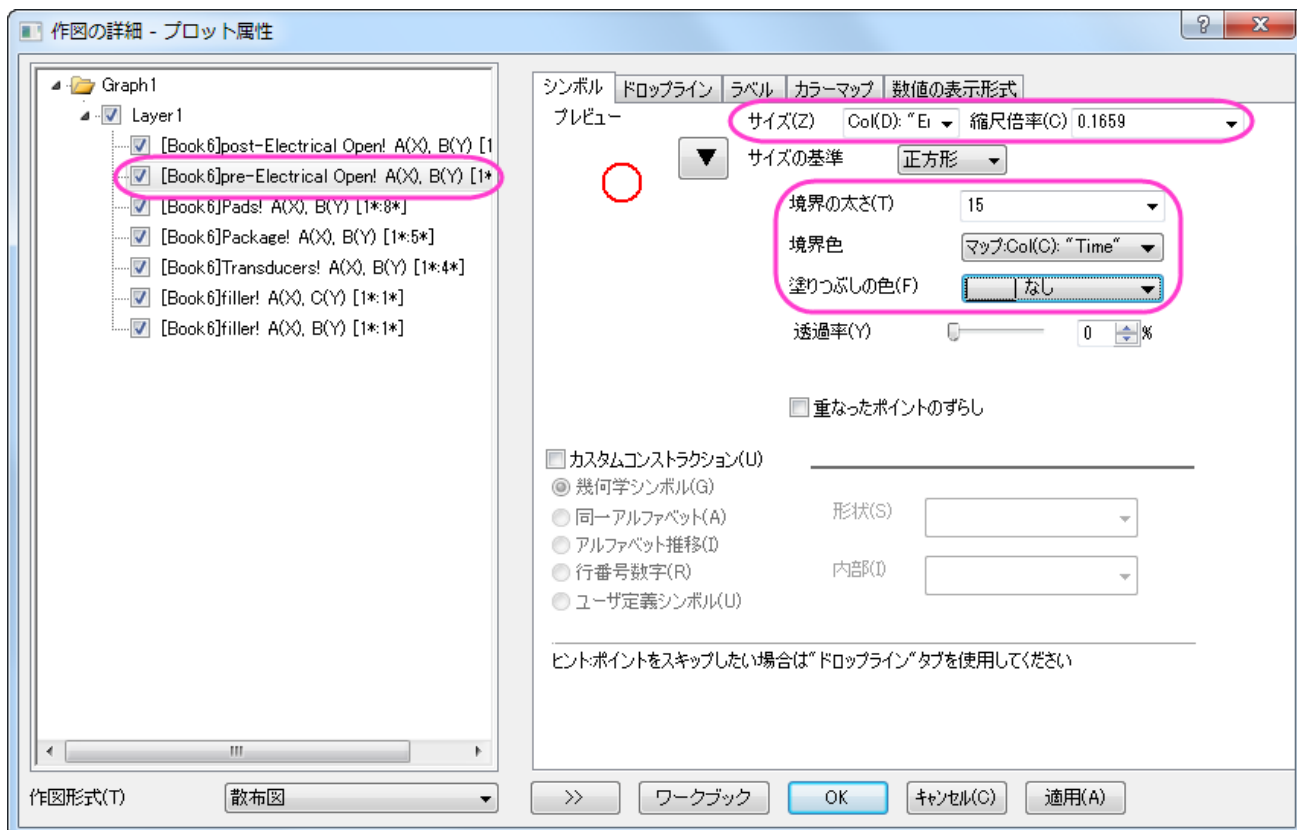 作図の詳細 - プロット属性
Graph1
Layer1
[Book6]post-Electrical Open! A(X), B(Y) [1
[Book6]pre-Electrical Open! A(X), B(Y) [1*
[Book6]Pads! A(X), B(Y) [1*:8*]
[Book6]Package! A(X), B(Y) [1*:5*]
[Book6]Transducers! A(X), B(Y) [1*:4*]
[Book6]filler! A(X), C(Y) [1*:1*]
[Book6]filler! A(X), B(Y) [1*:1*]
作図形式(T) 散布図
シンボル ドロップライン ラベル カラーマップ 数値の表示形式
プレビュー
サイズ(Z) Col(D): "Er 縮尺倍率(C) 0.1659
サイズの基準 正方形
境界の太さ(T) 15
境界色 マップ:Col(C): "Time"
塗りつぶしの色(F) なし
透過率(Y) 0 %
重なったポイントのずらし
カスタムコンストラクション(U)
幾何学シンボル(G)
同一アルファベット(A)
アルファベット推移(I)
行番号数字(R)
ユーザ定義シンボル(U)
形状(S)
内部(I)
ヒント:ポイントをスキップしたい場合は"ドロップライン"タブを使用してください
>> ワークブック OK キャンセル(C) 適用(A)